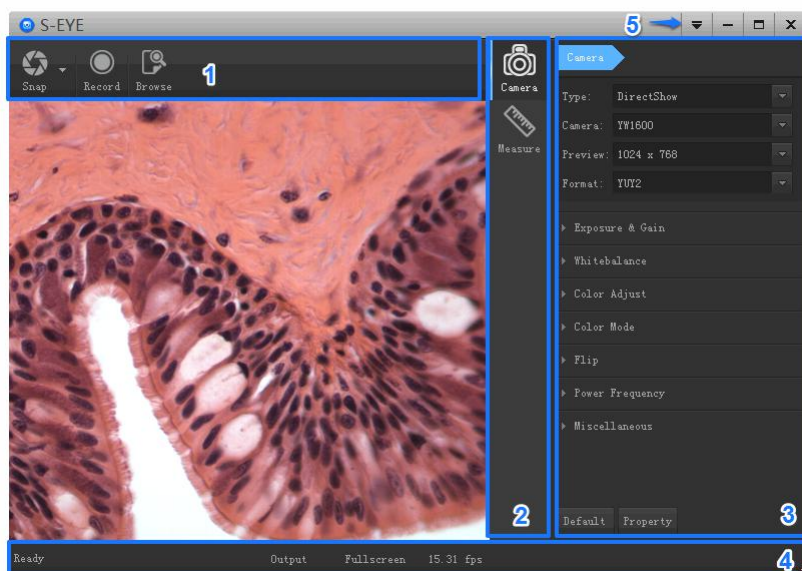 S-EYE
5
Snap Record Browse
1
Camera
Measure
2
Camera
Type: DirectShow
Camera: YW1600
Preview: 1024 x 768
Format: YUY2
Exposure & Gain
Whitebalance
Color Adjust
Color Mode
Flip
Power Frequency
Miscellaneous
Default Property
3
Ready Output Fullscreen 15.31 fps
4